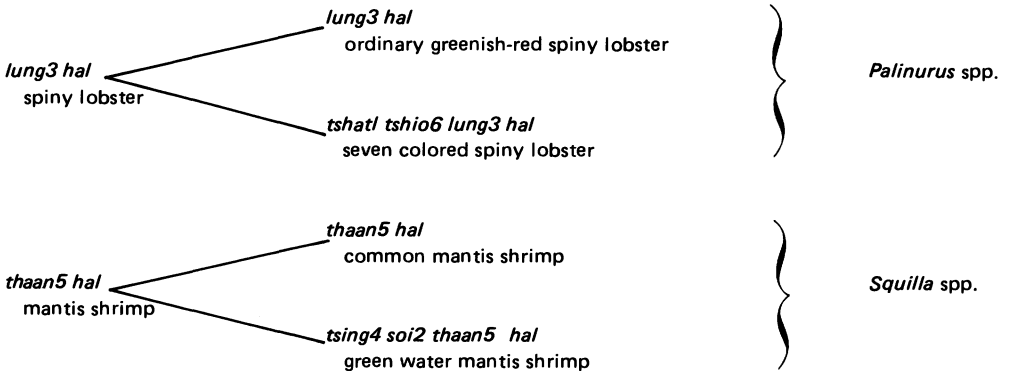 lung3 hal
ordinary greenish-red spiny lobster
lung3 hal
spiny lobster
Palinurus spp.
tshatl tshio6 lung3 hal
seven colored spiny lobster
thaan5 hal
common mantis shrimp
thaan5 hal
mantis shrimp
Squilla spp.
tsing4 soi2 thaan5 hal
green water mantis shrimp